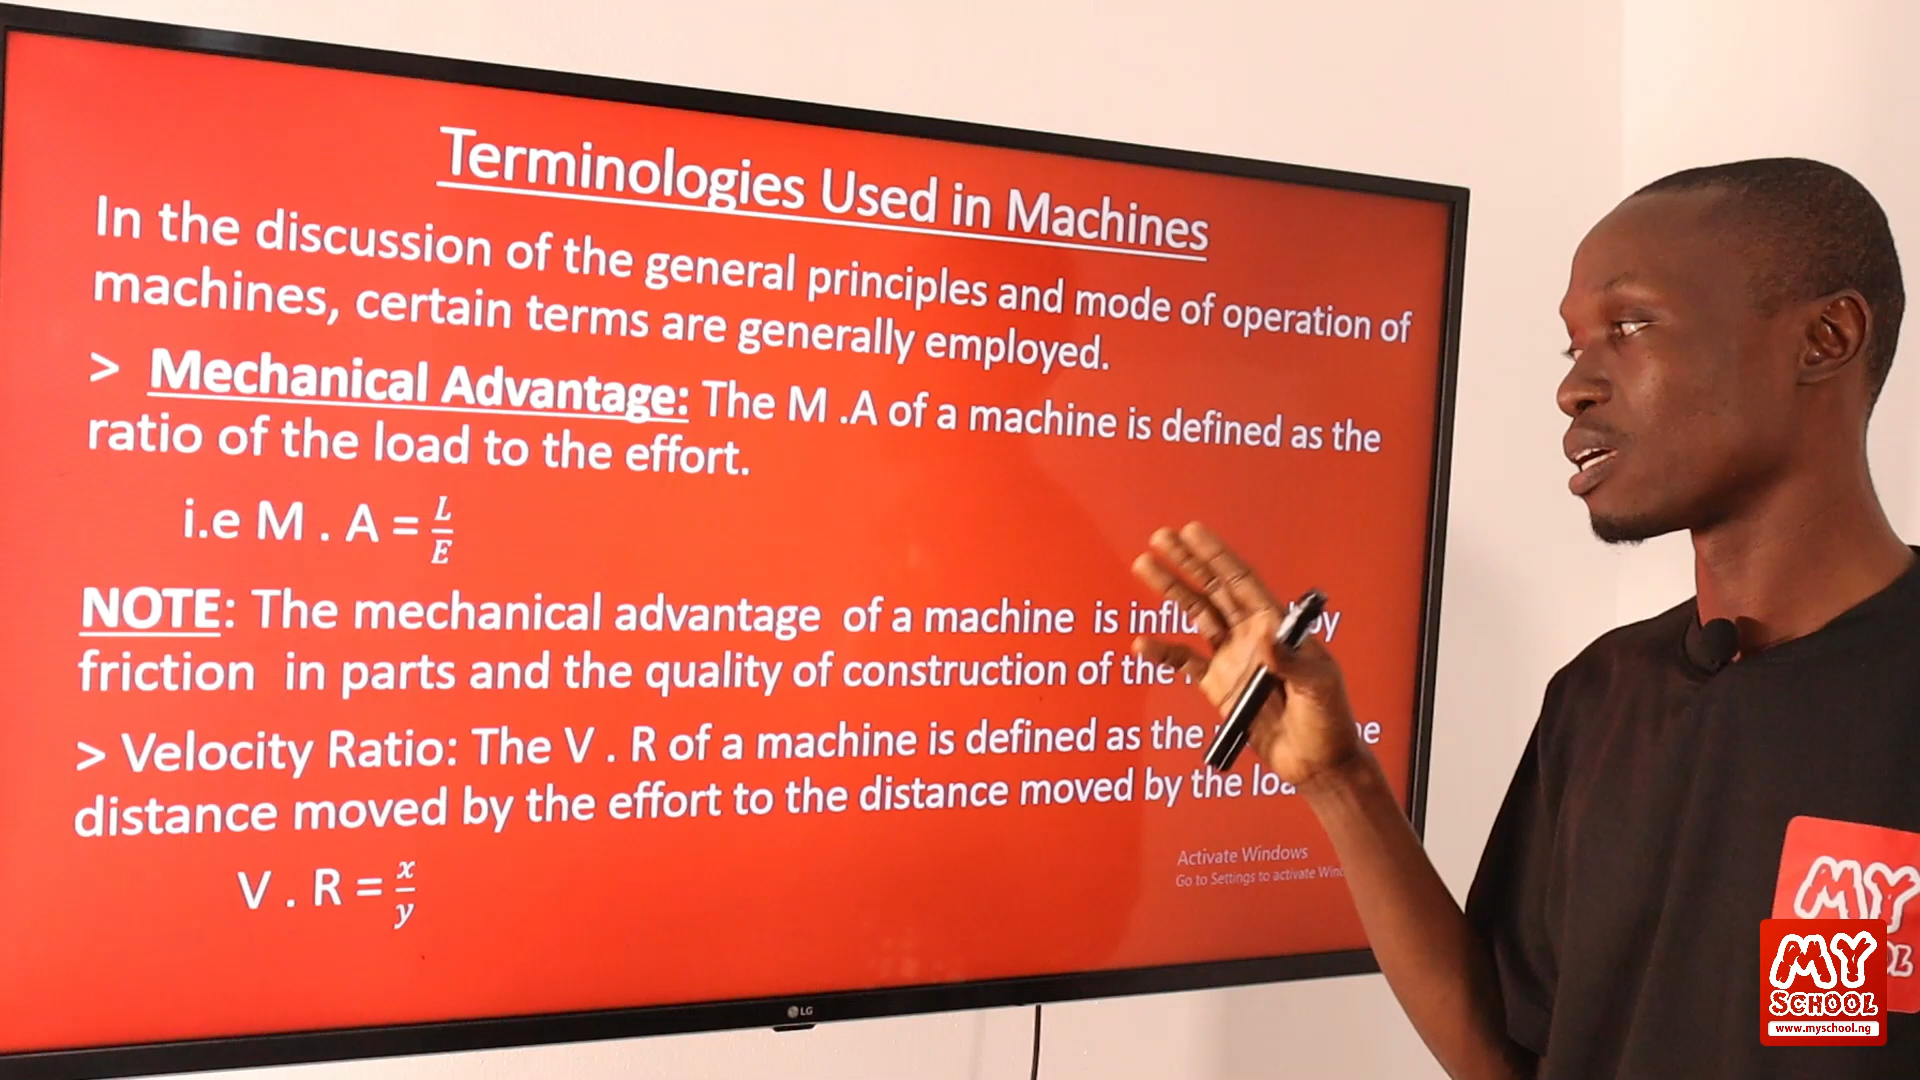 Terminologies Used in Machines
In the discussion of the general principles and mode of operation of
machines, certain terms are generally employed.
> Mechanical Advantage: The M .A of a machine is defined as the
ratio of the load to the effort.
i.e M . A = L/E
NOTE: The mechanical advantage of a machine is by
friction in parts and the quality of construction of the
> Velocity Ratio: The V . R of a machine is defined as the
distance moved by the effort to the distance moved by the
V . R = x/y
Activate Windows
Go to Settings to activate
LG
MY
MY
SCHOOL
www.myschool.ng